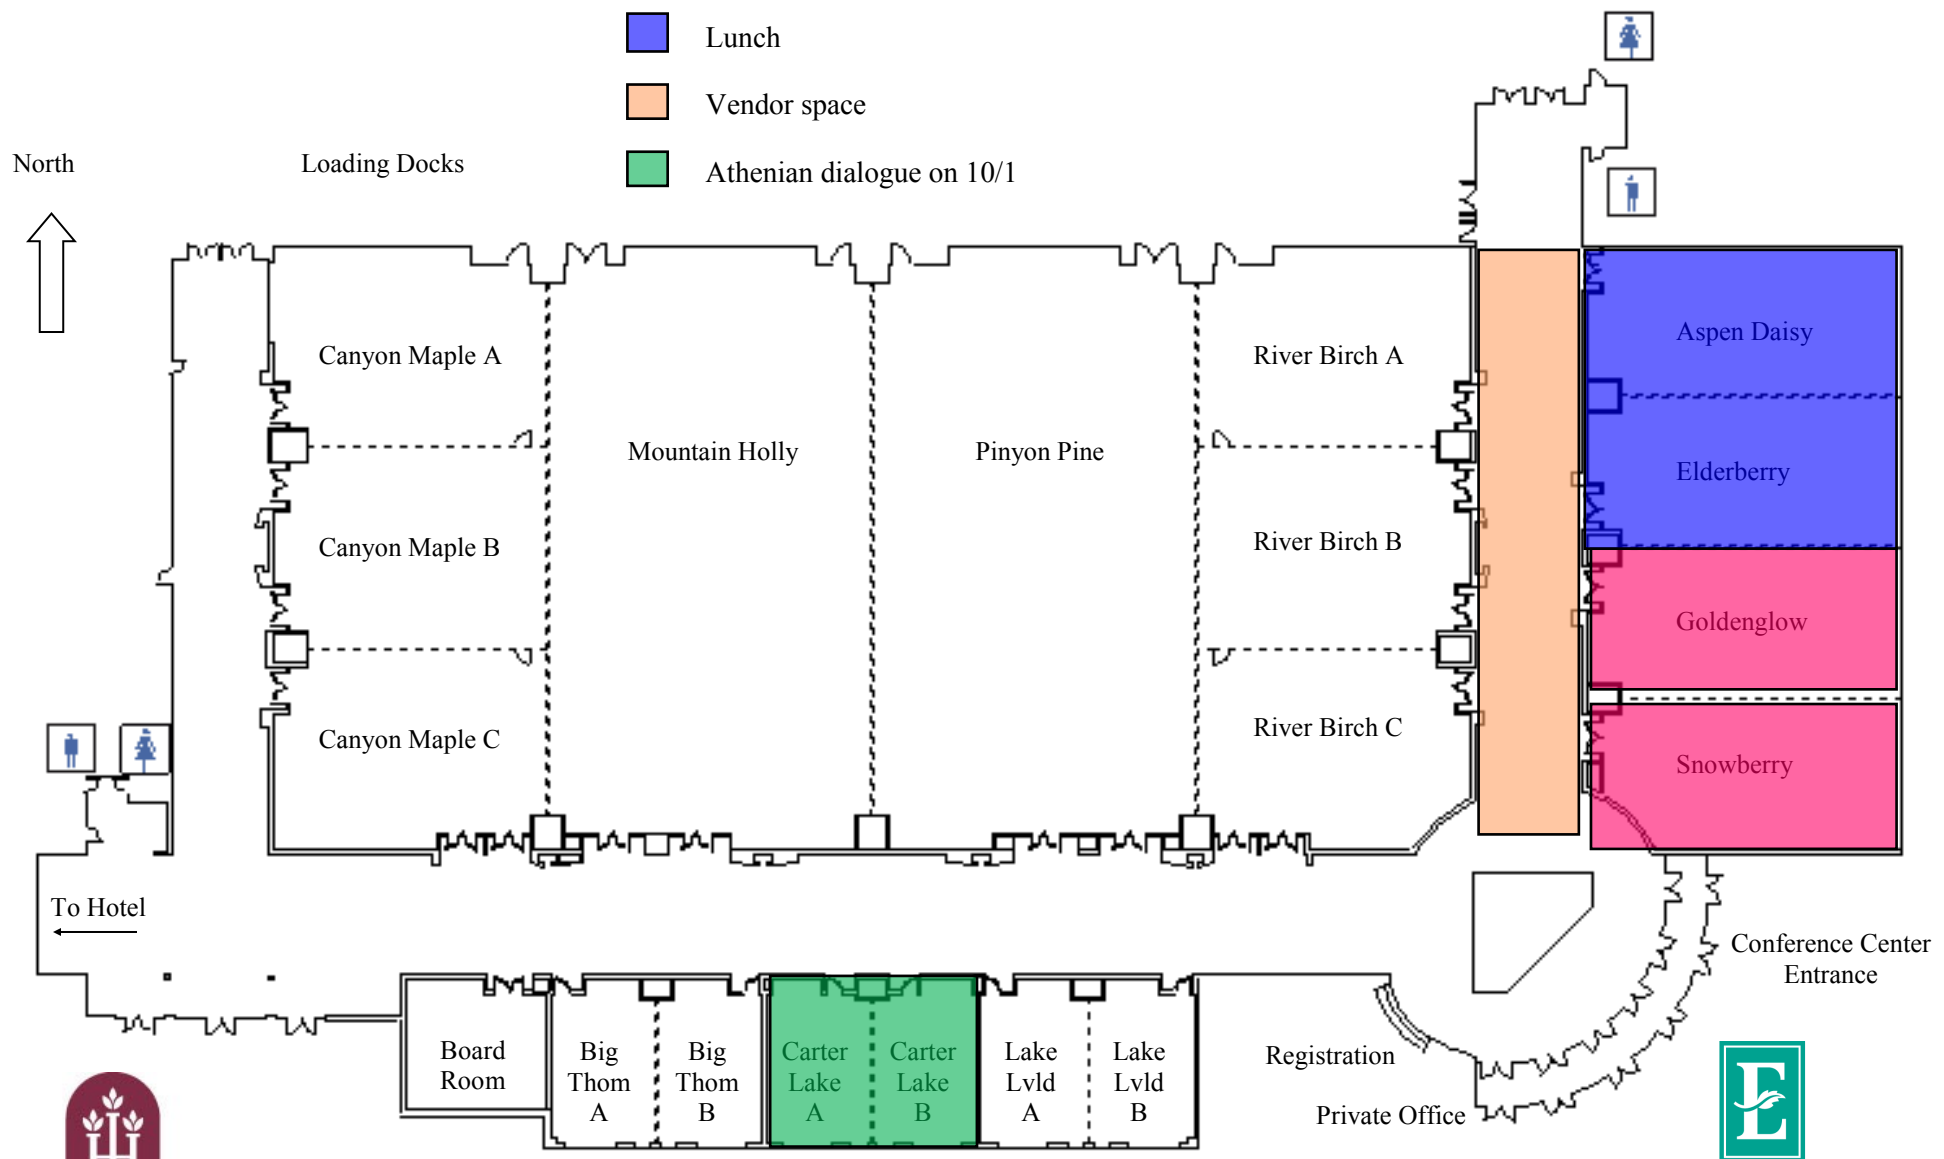 Lunch
Vendor space
Athenian dialogue on 10/1
North
Loading Docks
Canyon Maple A
Mountain Holly
Pinyon Pine
River Birch A
Aspen Daisy
Elderberry
Canyon Maple B
River Birch B
Goldenglow
Canyon Maple C
River Birch C
Snowberry
To Hotel
Conference Center
Entrance
Board
Room
Big
Thom
A
Big
Thom
B
Carter
Lake
A
Carter
Lake
B
Lake
Lvld
A
Lake
Lvld
B
Registration
Private Office
E